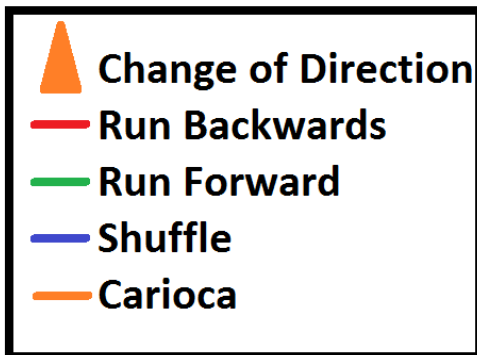 Change of Direction
Run Backwards
Run Forward
Shuffle
Carioca